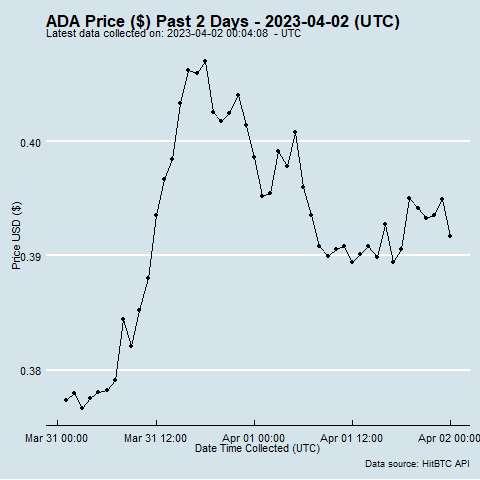 ADA Price ($) Past 2 Days - 2023-04-02 (UTC)
Latest data collected on: 2023-04-02 00:04:08 - UTC
0.40
0.39
0.38
Price USD ($)
Mar 31 00:00 Mar 31 12:00 Apr 01 00:00 Apr 01 12:00 Apr 02 00:00
Date Time Collected (UTC)
Data source: HitBTC API